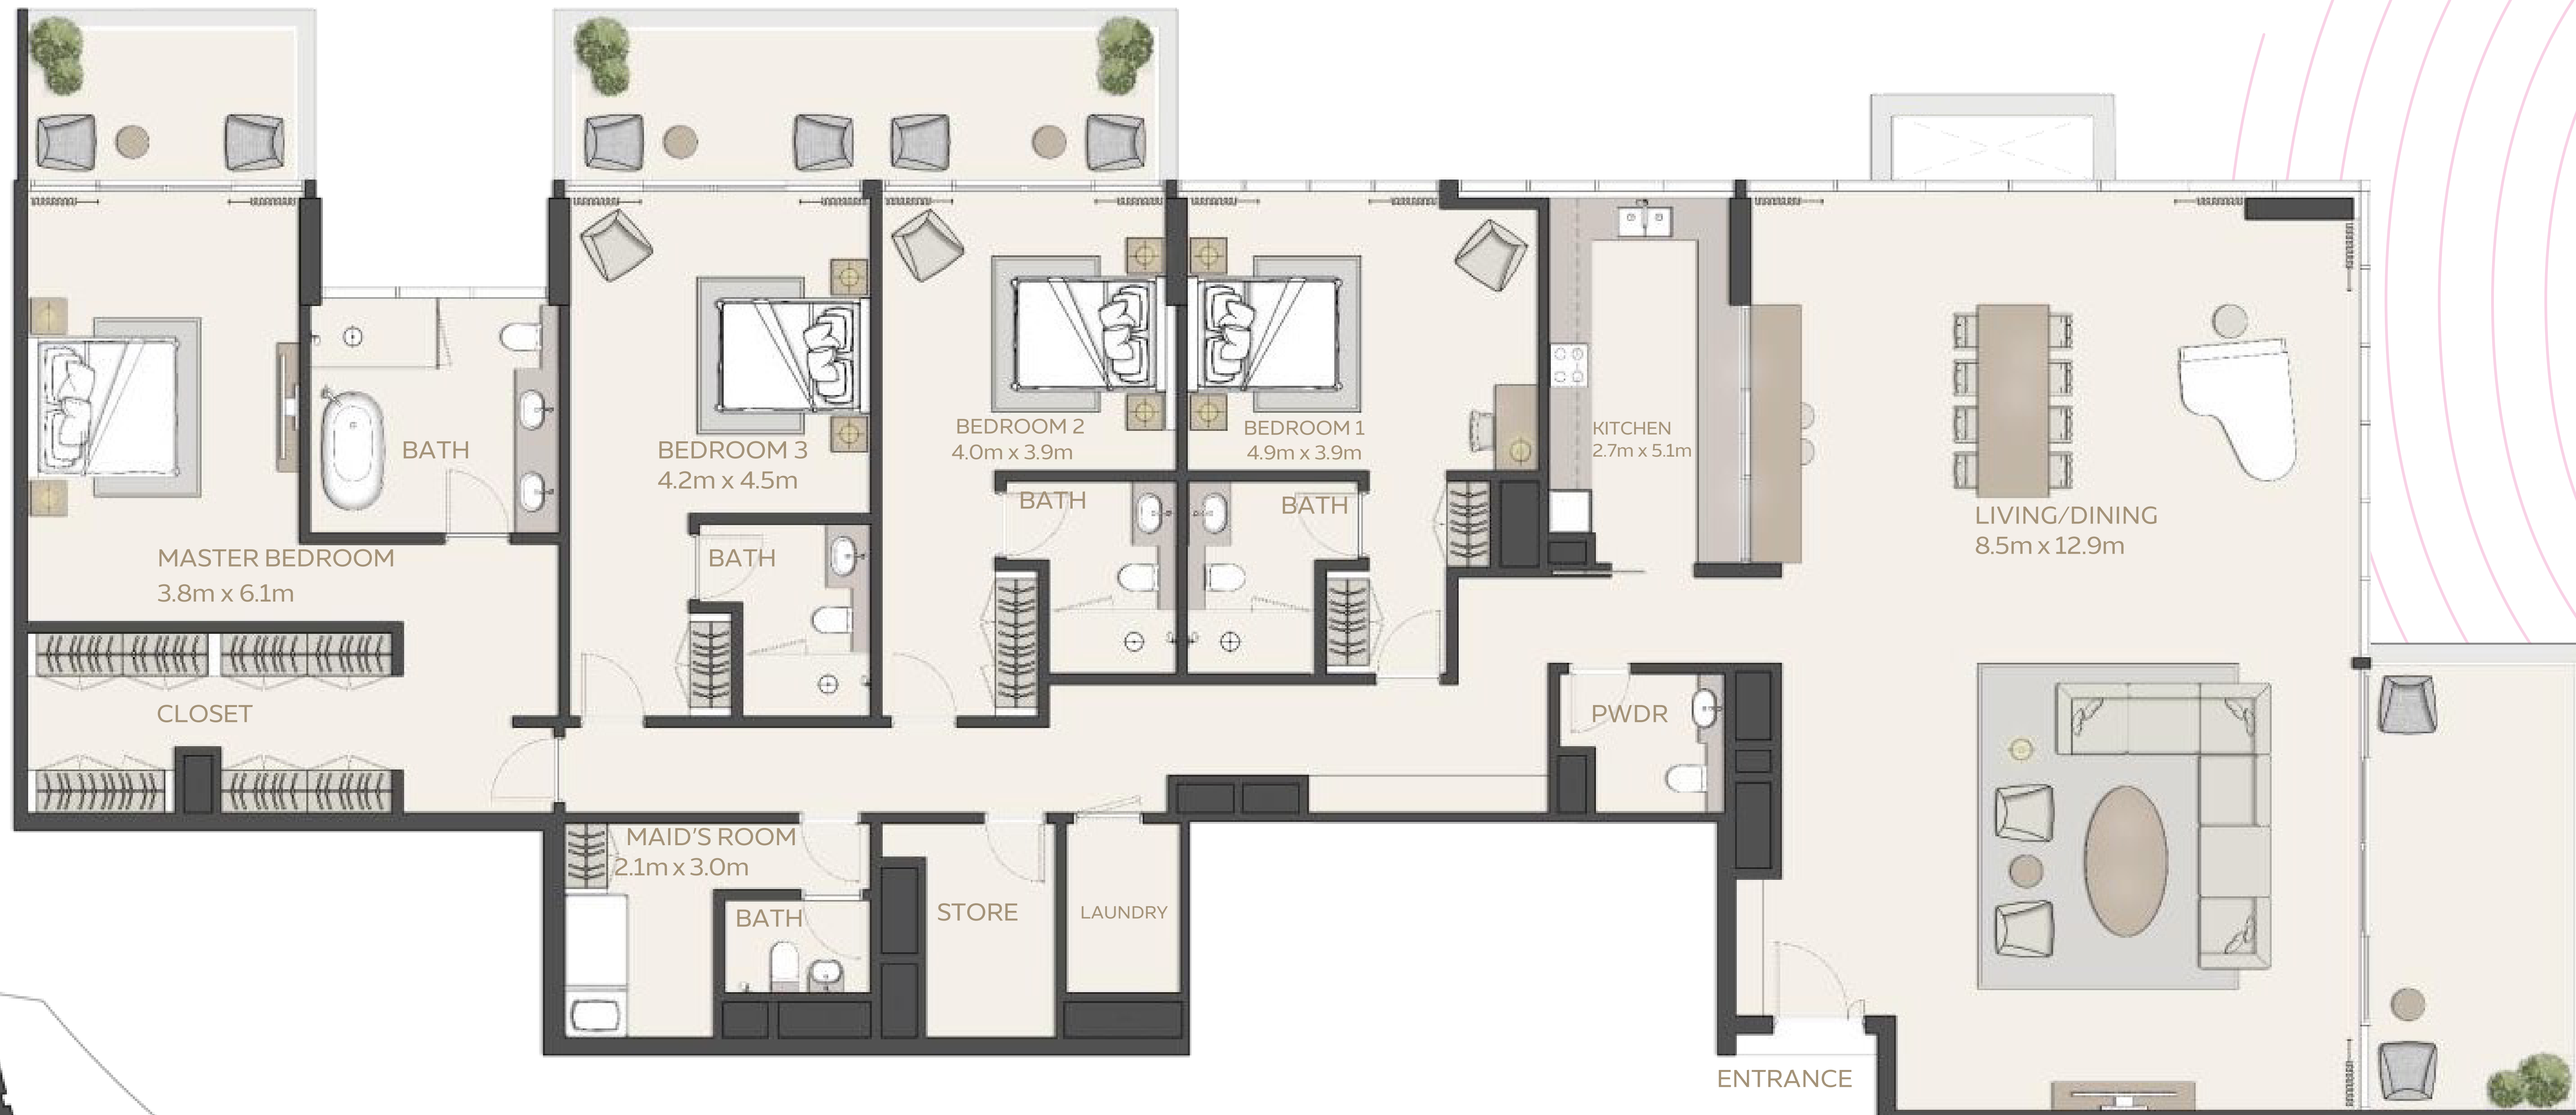 BATH
MASTER BEDROOM
3.8m x 6.1m
CLOSET
BEDROOM 3
4.2m x 4.5m
BATH
BEDROOM 2
4.0m x 3.9m
BATH
BEDROOM 1
4.9m x 3.9m
BATH
KITCHEN
2.7m x 5.1m
LIVING/DINING
8.5m x 12.9m
PWDR
MAID'S ROOM
2.1m x 3.0m
BATH
STORE
LAUNDRY
ENTRANCE